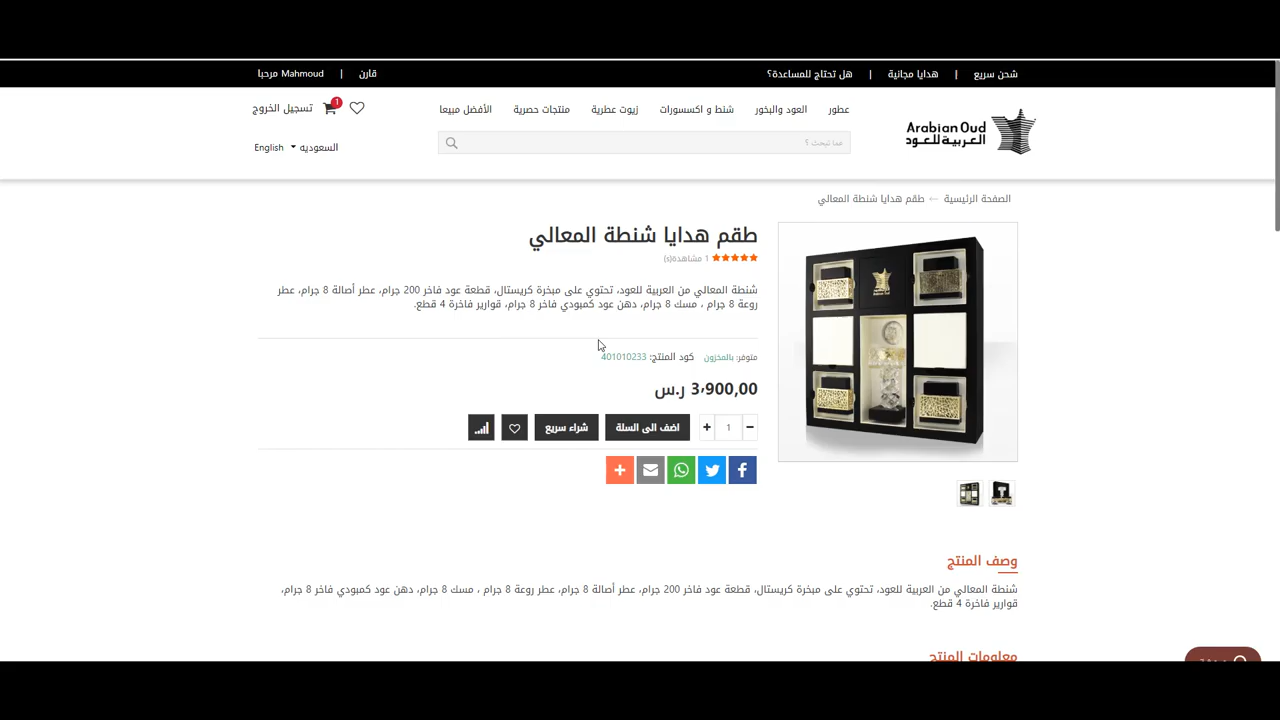 شحن سريع | هدايا مجانية | هل تحتاج للمساعدة؟
قارن | Mahmoud مرحبا
Arabian Oud
العربية للعود
عطور العود والبخور شنط و اكسسورات زيوت عطرية منتجات حصرية الأفضل مبيعا
1 تسجيل الخروج
عما تبحث ؟
السعوديه English
الصفحة الرئيسية ← طقم هدايا شنطة المعالي
طقم هدايا شنطة المعالي
1 مشاهدة(s)
شنطة المعالي من العربية للعود، تحتوي على مبخرة كريستال، قطعة عود فاخر 200 جرام، عطر أصالة 8 جرام، عطر
روعة 8 جرام ، مسك 8 جرام، دهن عود كمبودي فاخر 8 جرام، قوارير فاخرة 4 قطع.
متوفر: بالمخزون كود المنتج: 401010233
3٬900,00 ر.س
- 1 + اضف الى السلة شراء سريع
Arabian Oud
وصف المنتج
شنطة المعالي من العربية للعود، تحتوي على مبخرة كريستال، قطعة عود فاخر 200 جرام، عطر أصالة 8 جرام، عطر روعة 8 جرام ، مسك 8 جرام، دهن عود كمبودي فاخر 8 جرام،
قوارير فاخرة 4 قطع.
معلومات المنتج